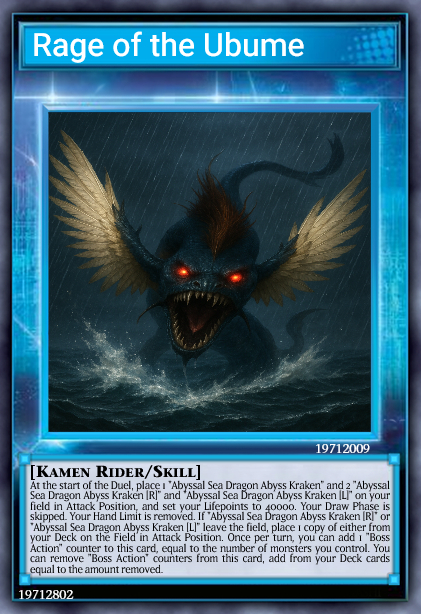 Rage of the Ubume
19712009
[Kamen Rider/Skill]
At the start of the Duel, place 1 "Abyssal Sea Dragon Abyss Kraken" and 2 "Abyssal
Sea Dragon Abyss Kraken [R]" and "Abyssal Sea Dragon Abyss Kraken [L]" on your
field in Attack Position, and set your Lifepoints to 40000. Your Draw Phase is
skipped. Your Hand Limit is removed. If "Abyssal Sea Dragon Abyss Kraken [R]" or
"Abyssal Sea Dragon Abyss Kraken [L]" leave the field, place 1 copy of either from
your Deck on the Field in Attack Position. Once per turn, you can add 1 "Boss
Action" counter to this card, equal to the number of monsters you control. You
can remove "Boss Action" counters from this card, add from your Deck cards
equal to the amount removed.
19712802